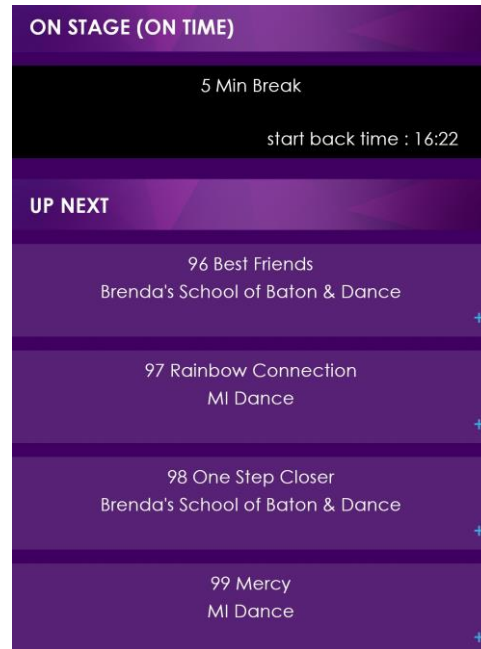 ON STAGE (ON TIME)
5 Min Break
start back time : 16:22
UP NEXT
96 Best Friends
Brenda's School of Baton & Dance
+
97 Rainbow Connection
MI Dance
+
98 One Step Closer
Brenda's School of Baton & Dance
+
99 Mercy
MI Dance
+